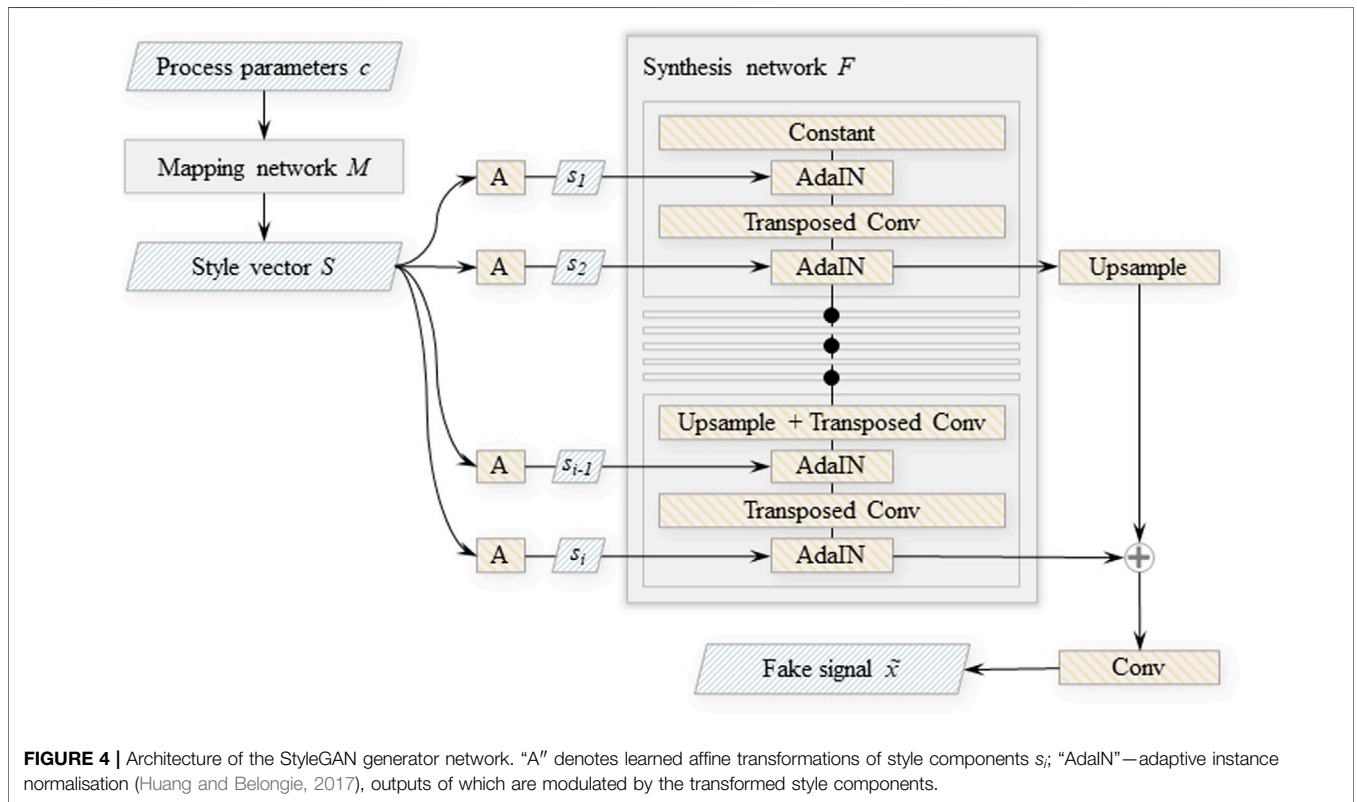 Process parameters c
Mapping network M
Style vector S
A
s1
A
s2
A
si-1
A
si
Synthesis network F
Constant
AdaIN
Transposed Conv
AdaIN
Upsample + Transposed Conv
AdaIN
Transposed Conv
AdaIN
Upsample
+
Conv
Fake signal x̃
FIGURE 4 | Architecture of the StyleGAN generator network. “A″ denotes learned affine transformations of style components si; “AdaIN”—adaptive instance
normalisation (Huang and Belongie, 2017), outputs of which are modulated by the transformed style components.